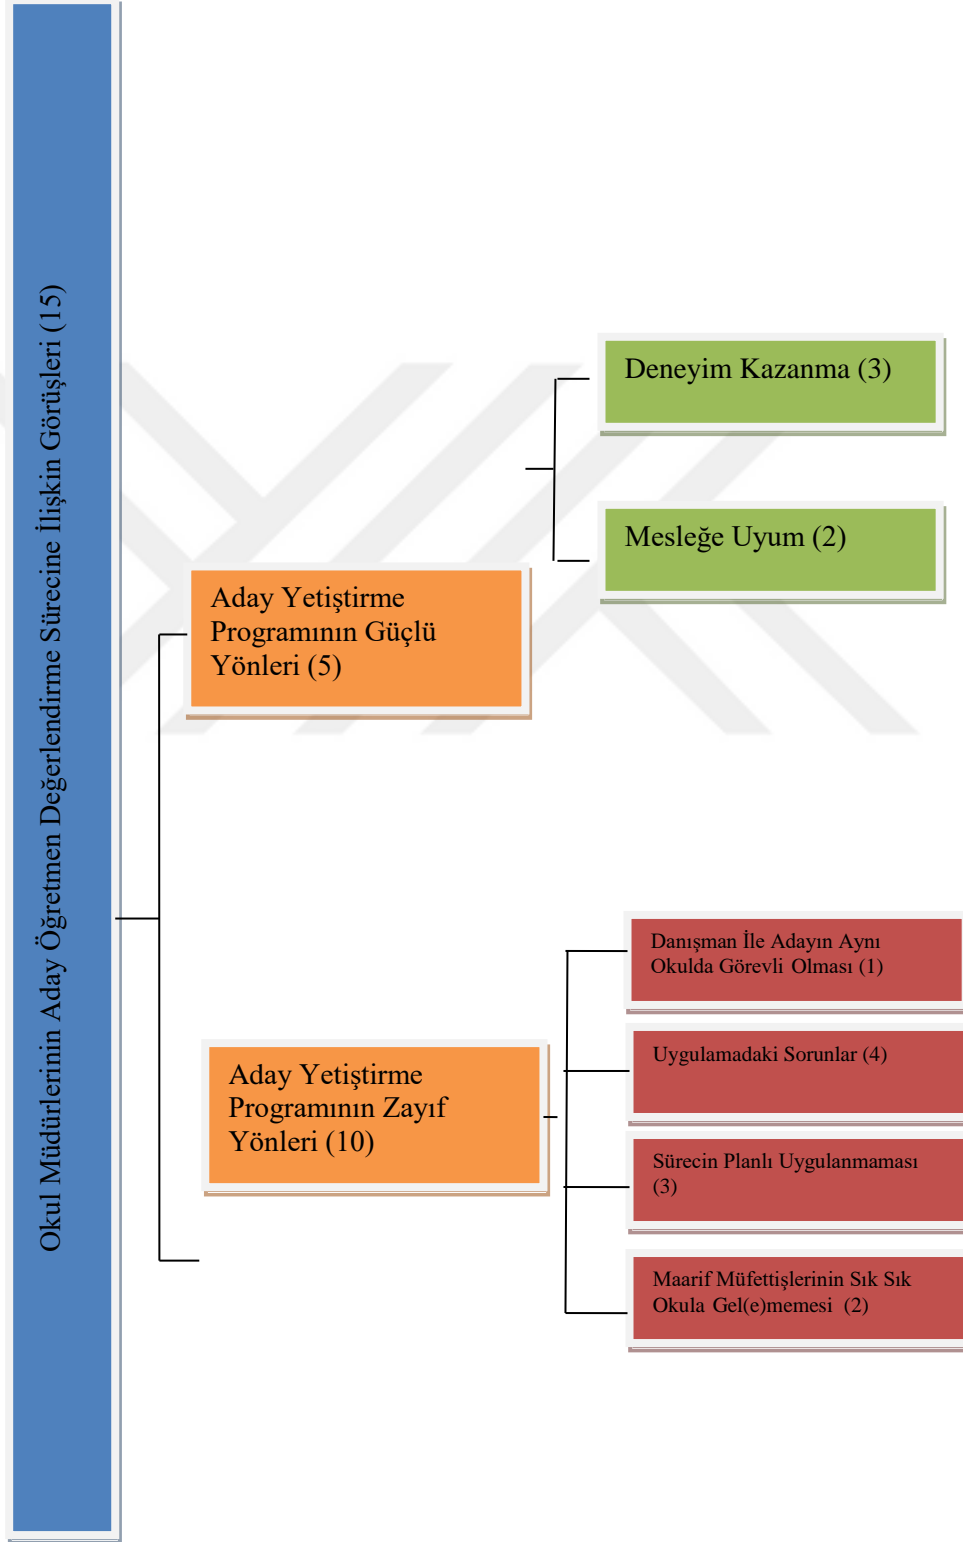 Okul Müdürlerinin Aday Öğretmen Değerlendirme Sürecine İlişkin Görüşleri (15)
Aday Yetiştirme
Programının Güçlü
Yönleri (5)
Deneyim Kazanma (3)
Mesleğe Uyum (2)
Aday Yetiştirme
Programının Zayıf
Yönleri (10)
Danışman İle Adayın Aynı
Okulda Görevli Olması (1)
Uygulamadaki Sorunlar (4)
Sürecin Planlı Uygulanmaması
(3)
Maarif Müfettişlerinin Sık Sık
Okula Gel(e)memesi (2)